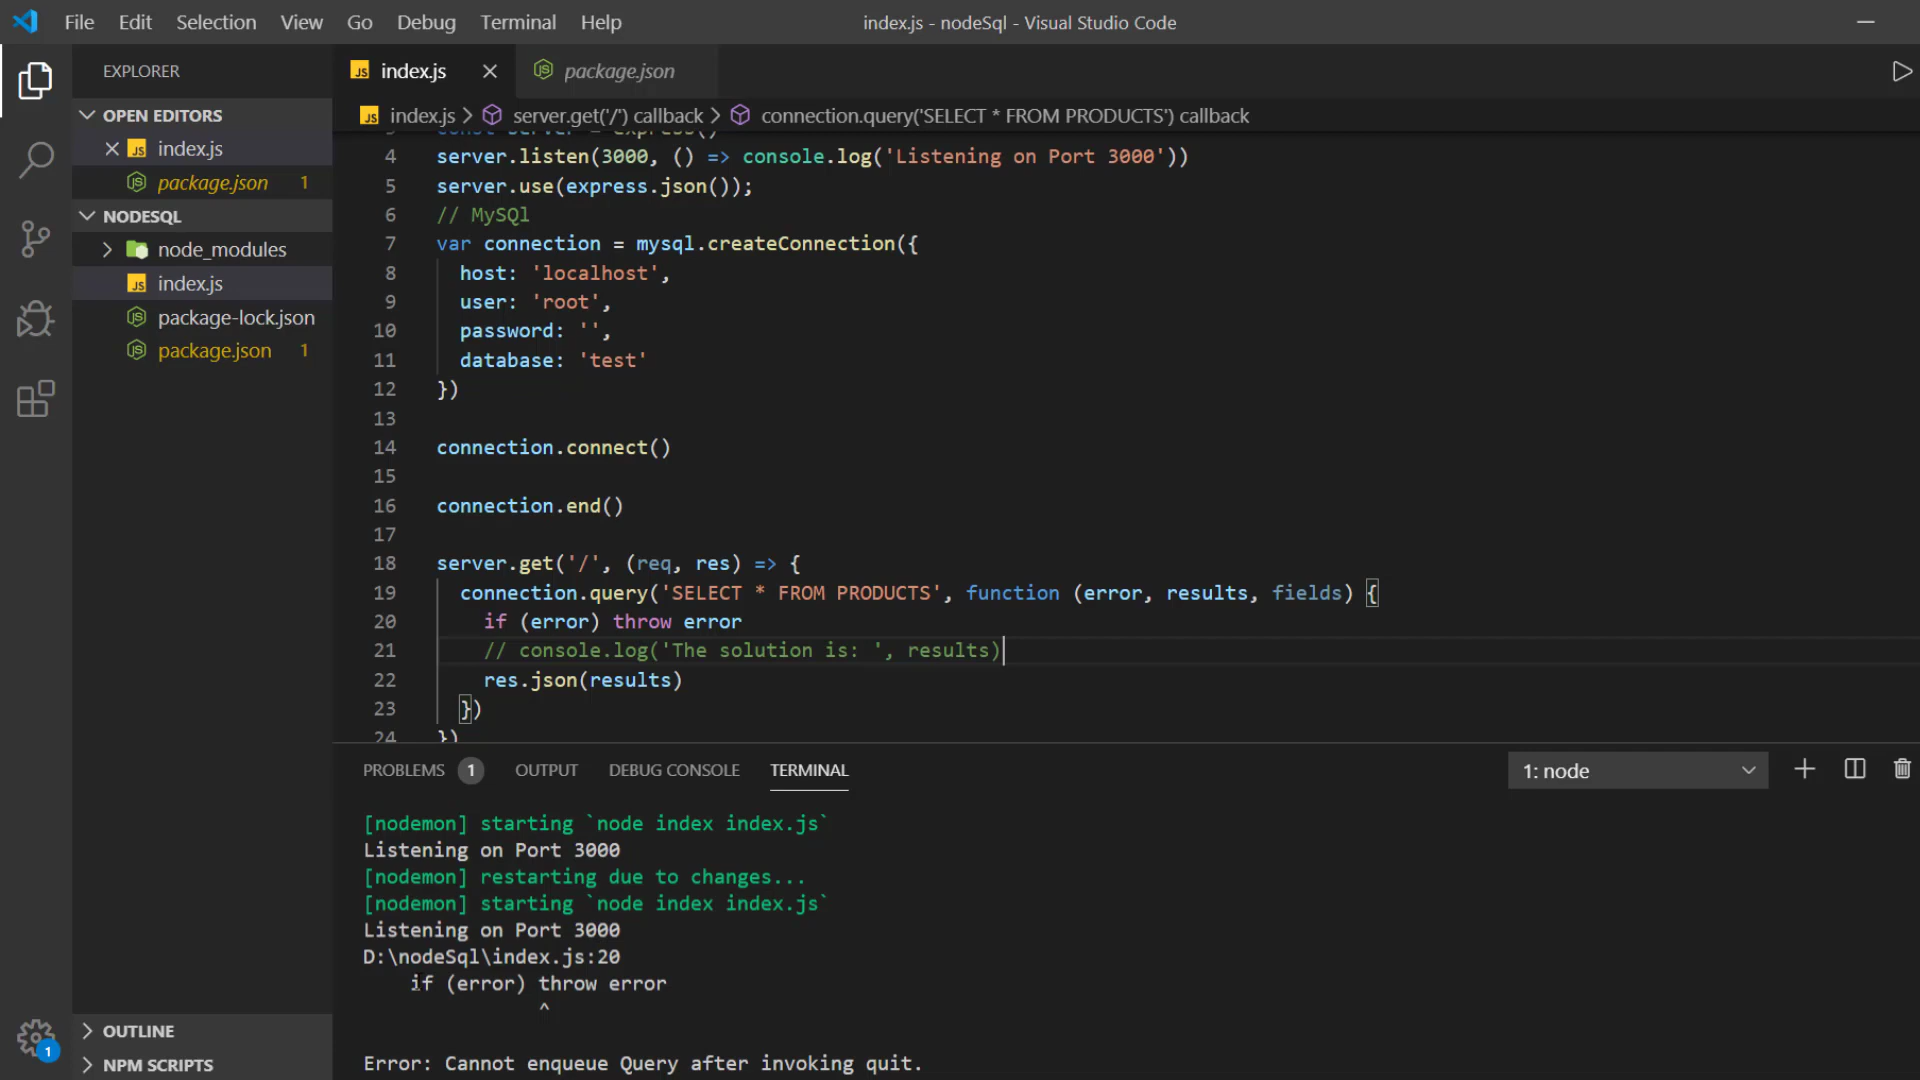 File Edit Selection View Go Debug Terminal Help
index.js - nodeSql - Visual Studio Code
EXPLORER
OPEN EDITORS
index.js
package.json 1
NODESQL
node_modules
index.js
package-lock.json
package.json 1
OUTLINE
NPM SCRIPTS
1
index.js package.json
index.js > server.get('/') callback > connection.query('SELECT * FROM PRODUCTS') callback
3 const server = express()
4 server.listen(3000, () => console.log('Listening on Port 3000'))
5 server.use(express.json());
6 // MySQl
7 var connection = mysql.createConnection({
8 host: 'localhost',
9 user: 'root',
10 password: '',
11 database: 'test'
12 })
13
14 connection.connect()
15
16 connection.end()
17
18 server.get('/', (req, res) => {
19 connection.query('SELECT * FROM PRODUCTS', function (error, results, fields) {
20 if (error) throw error
21 // console.log('The solution is: ', results)
22 res.json(results)
23 })
24 })
PROBLEMS 1 OUTPUT DEBUG CONSOLE TERMINAL
1: node
[nodemon] starting `node index index.js`
Listening on Port 3000
[nodemon] restarting due to changes...
[nodemon] starting `node index index.js`
Listening on Port 3000
D:\nodeSql\index.js:20
if (error) throw error
^
Error: Cannot enqueue Query after invoking quit.